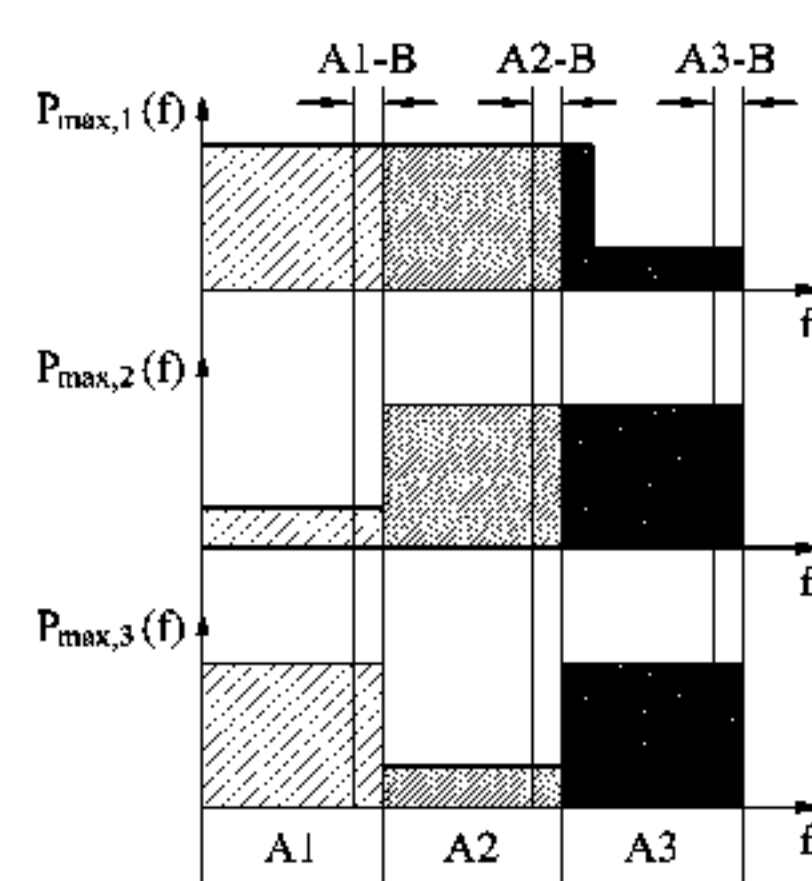 A1-B A2-B A3-B
Pmax,1 (f)
f
Pmax,2 (f)
f
Pmax,3 (f)
f
A1 A2 A3